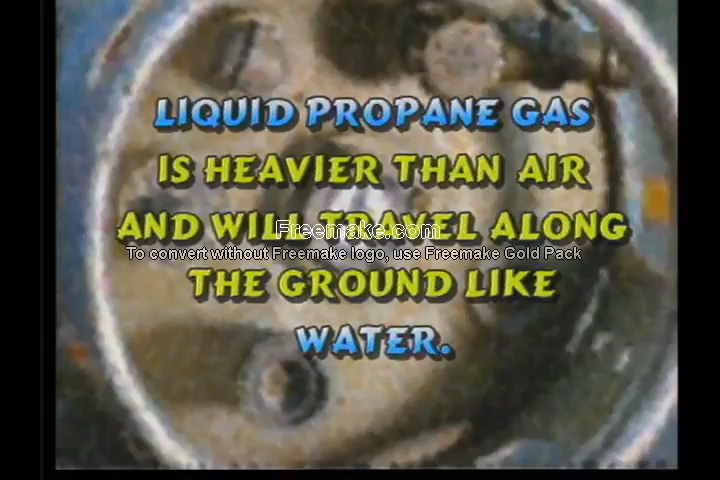 LIQUID PROPANE GAS
IS HEAVIER THAN AIR
AND WILL TRAVEL ALONG
Freemake.com
To convert without Freemake logo, use Freemake Gold Pack
THE GROUND LIKE
WATER.